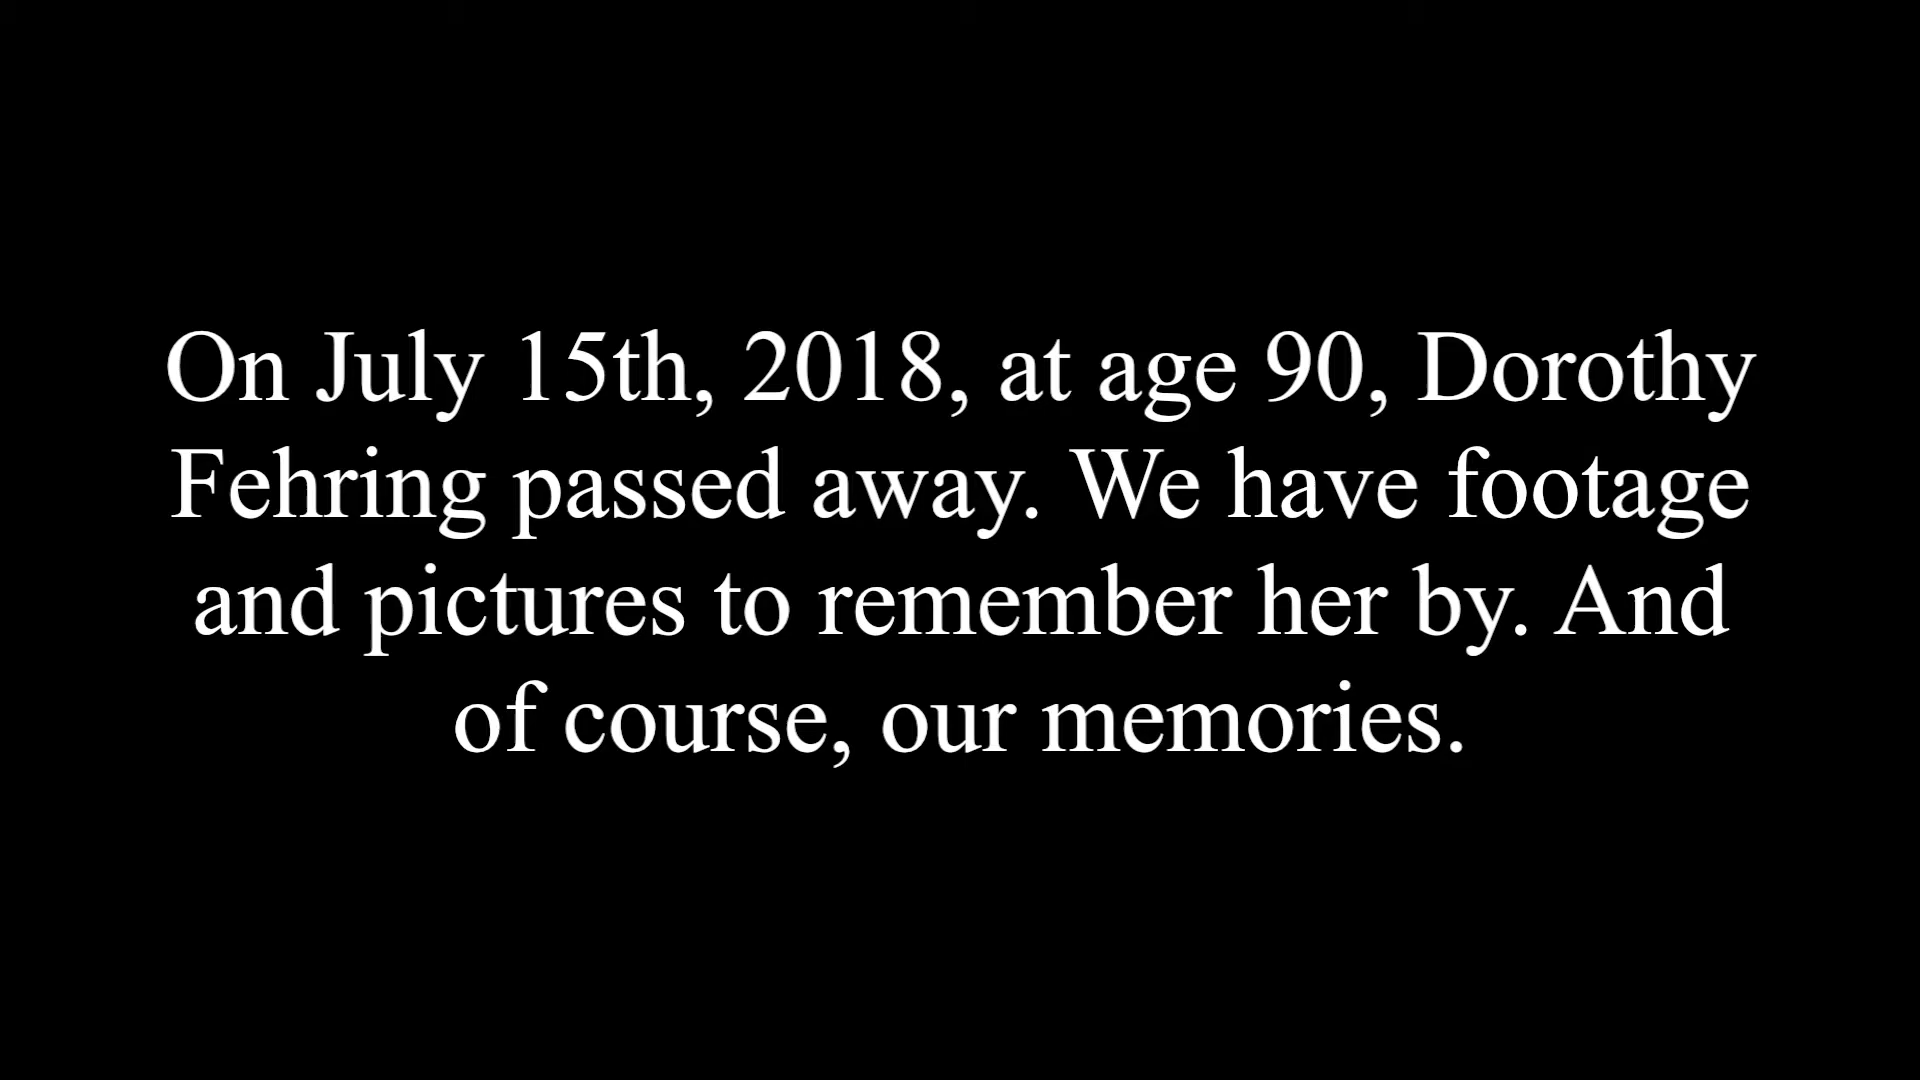 On July 15th, 2018, at age 90, Dorothy
Fehring passed away. We have footage
and pictures to remember her by. And
of course, our memories.